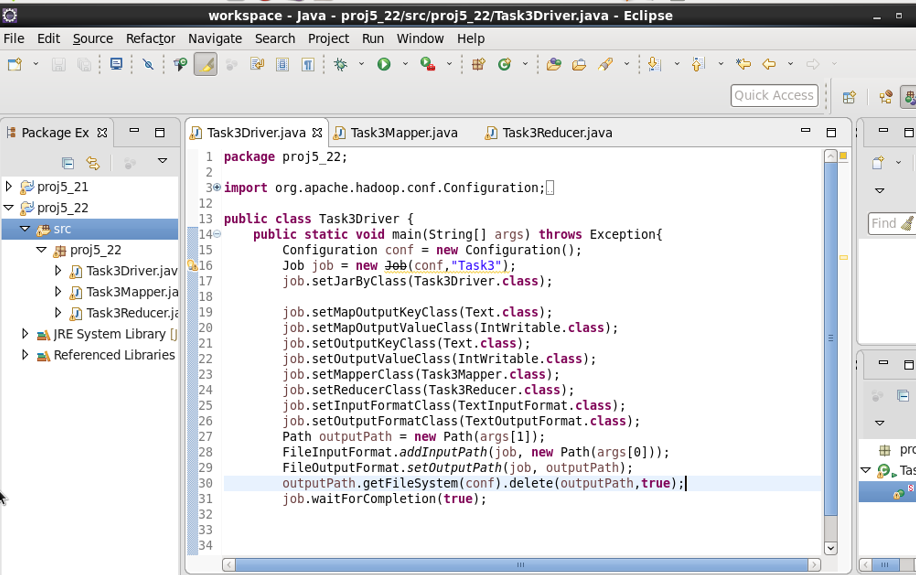 workspace - Java - proj5_22/src/proj5_22/Task3Driver.java - Eclipse
File Edit Source Refactor Navigate Search Project Run Window Help
Quick Access
Package Ex
Task3Driver.java
Task3Mapper.java
Task3Reducer.java
proj5_21
proj5_22
src
proj5_22
Task3Driver.jav
Task3Mapper.ja
Task3Reducer.ja
JRE System Library [J
Referenced Libraries
1 package proj5_22;
2
3 import org.apache.hadoop.conf.Configuration;
12
13 public class Task3Driver {
14 public static void main(String[] args) throws Exception{
15 Configuration conf = new Configuration();
16 Job job = new Job(conf,"Task3");
17 job.setJarByClass(Task3Driver.class);
18
19 job.setMapOutputKeyClass(Text.class);
20 job.setMapOutputValueClass(IntWritable.class);
21 job.setOutputKeyClass(Text.class);
22 job.setOutputValueClass(IntWritable.class);
23 job.setMapperClass(Task3Mapper.class);
24 job.setReducerClass(Task3Reducer.class);
25 job.setInputFormatClass(TextInputFormat.class);
26 job.setOutputFormatClass(TextOutputFormat.class);
27 Path outputPath = new Path(args[1]);
28 FileInputFormat.addInputPath(job, new Path(args[0]));
29 FileOutputFormat.setOutputPath(job, outputPath);
30 outputPath.getFileSystem(conf).delete(outputPath,true);
31 job.waitForCompletion(true);
32
33
34
Find
pro
Tas